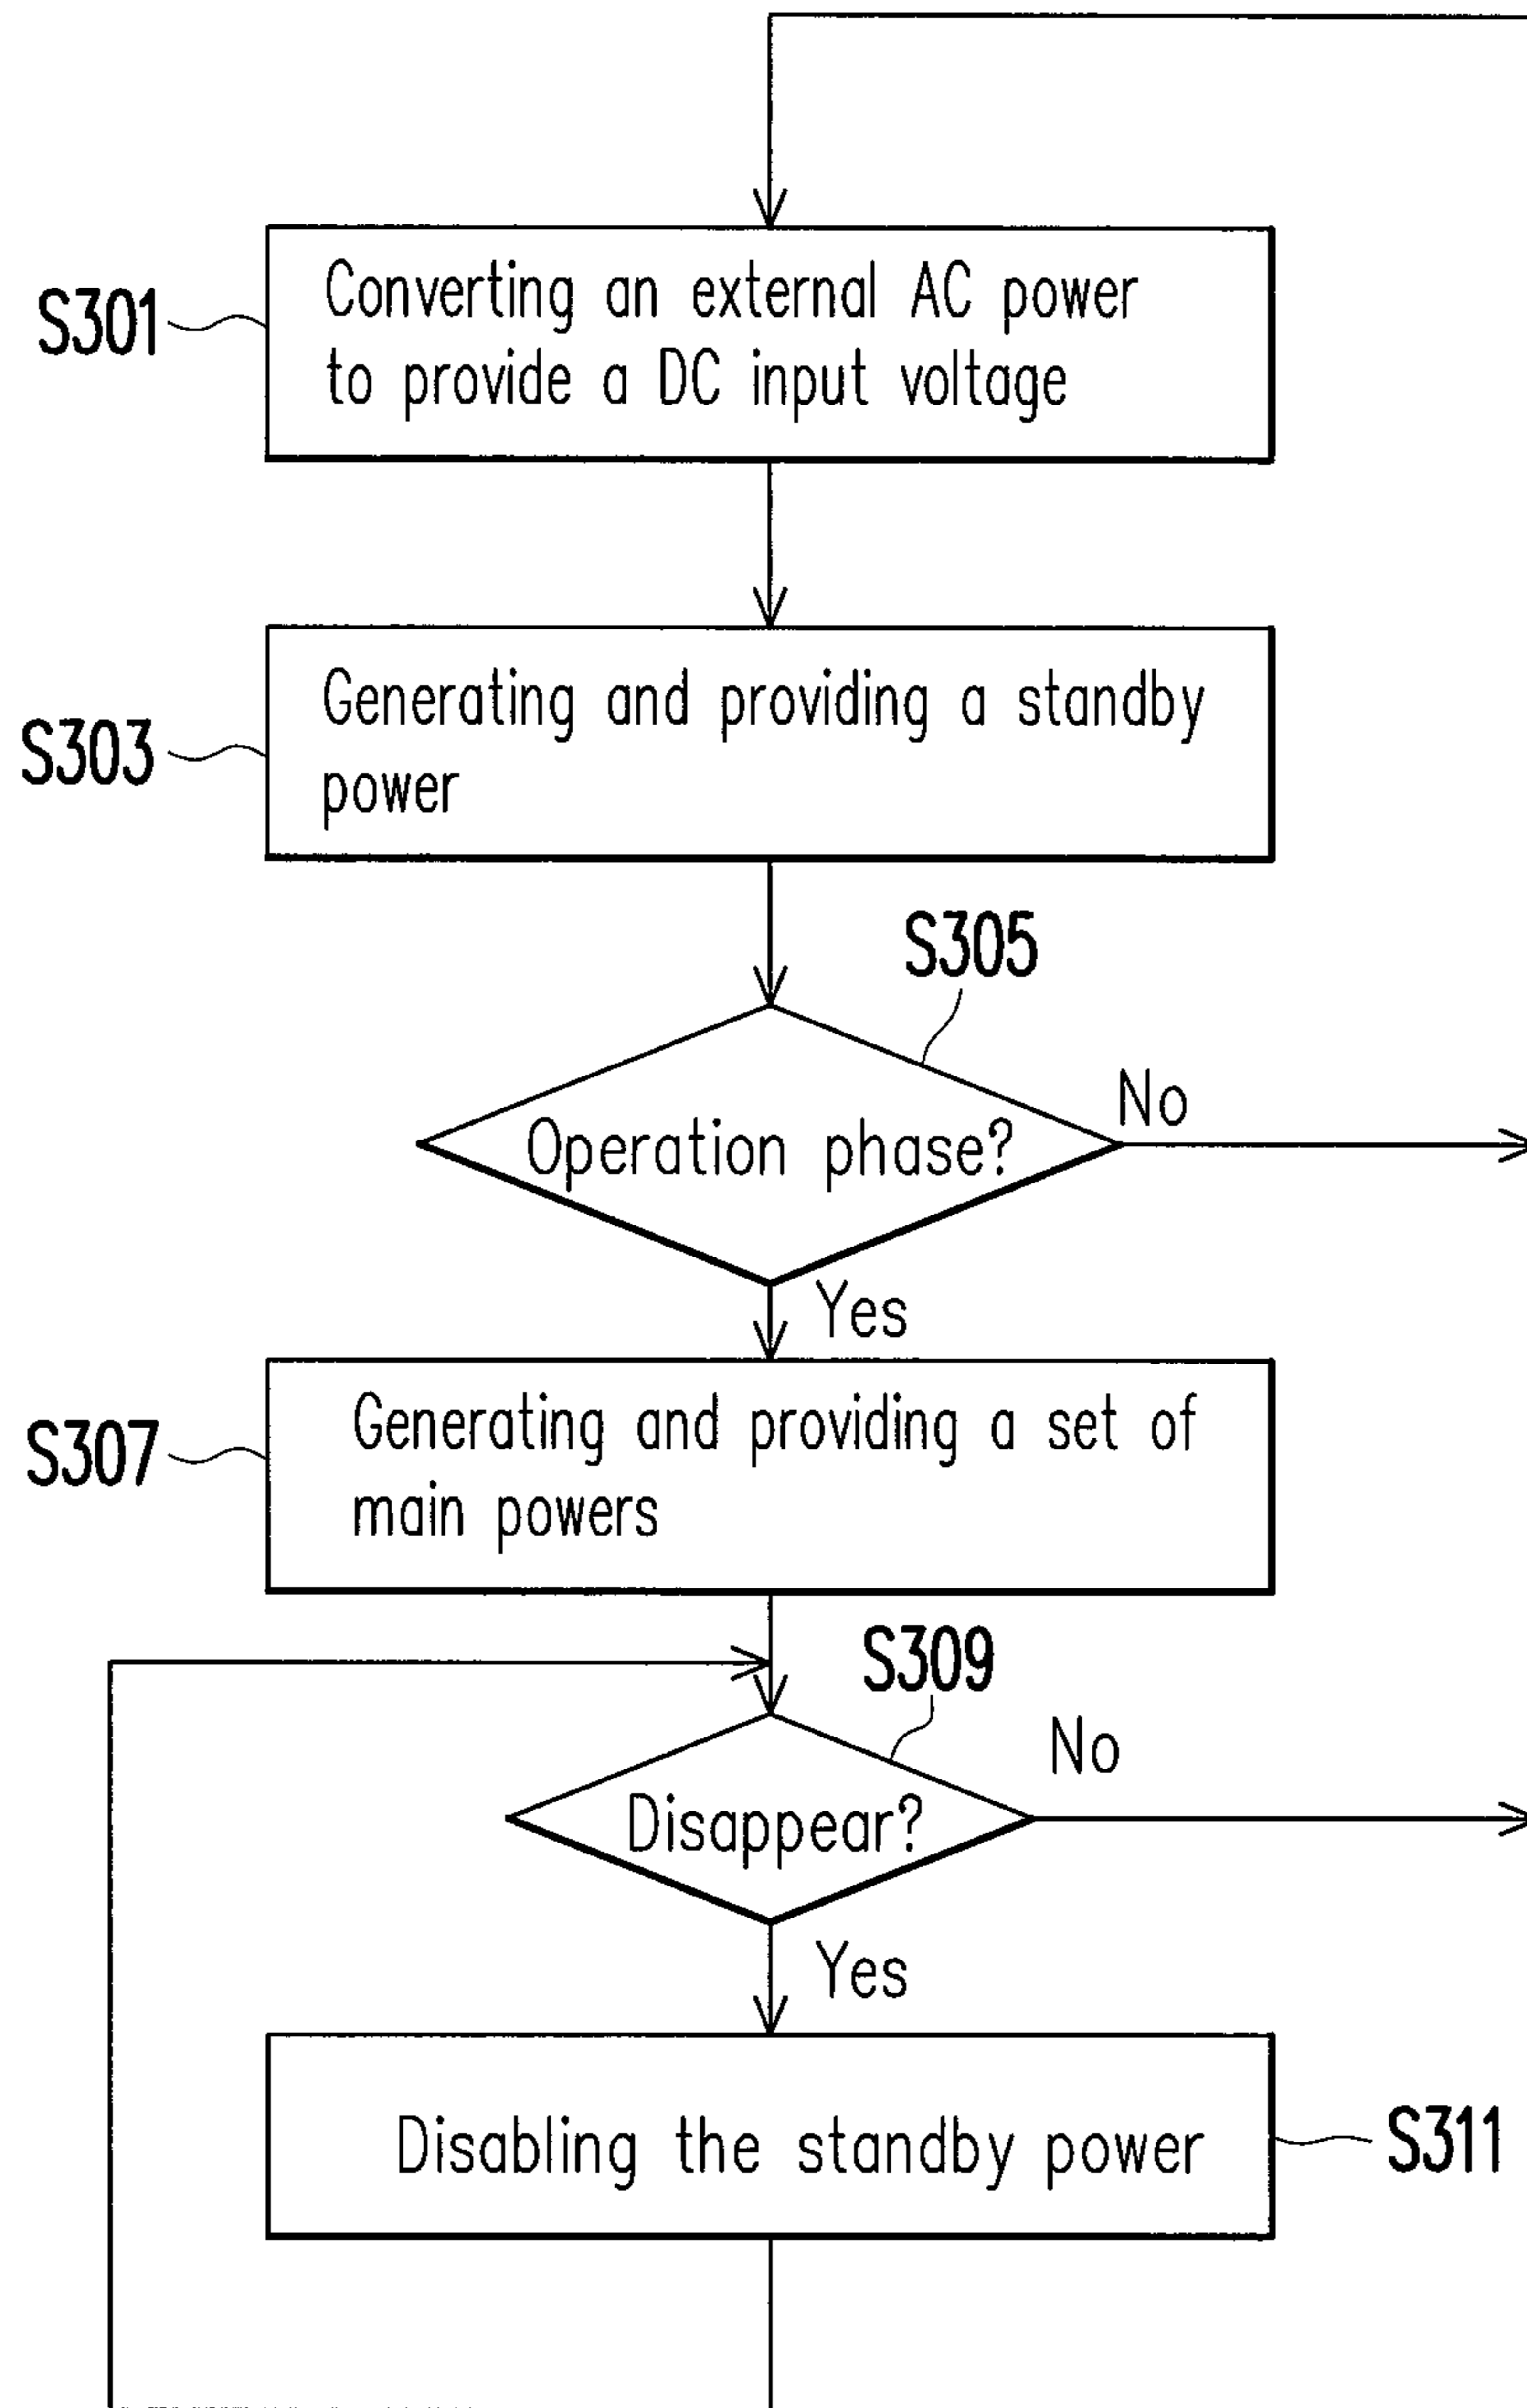 S301
Converting an external AC power
to provide a DC input voltage
S303
Generating and providing a standby
power
S305
Operation phase?
No
Yes
S307
Generating and providing a set of
main powers
S309
Disappear?
No
Yes
Disabling the standby power
S311